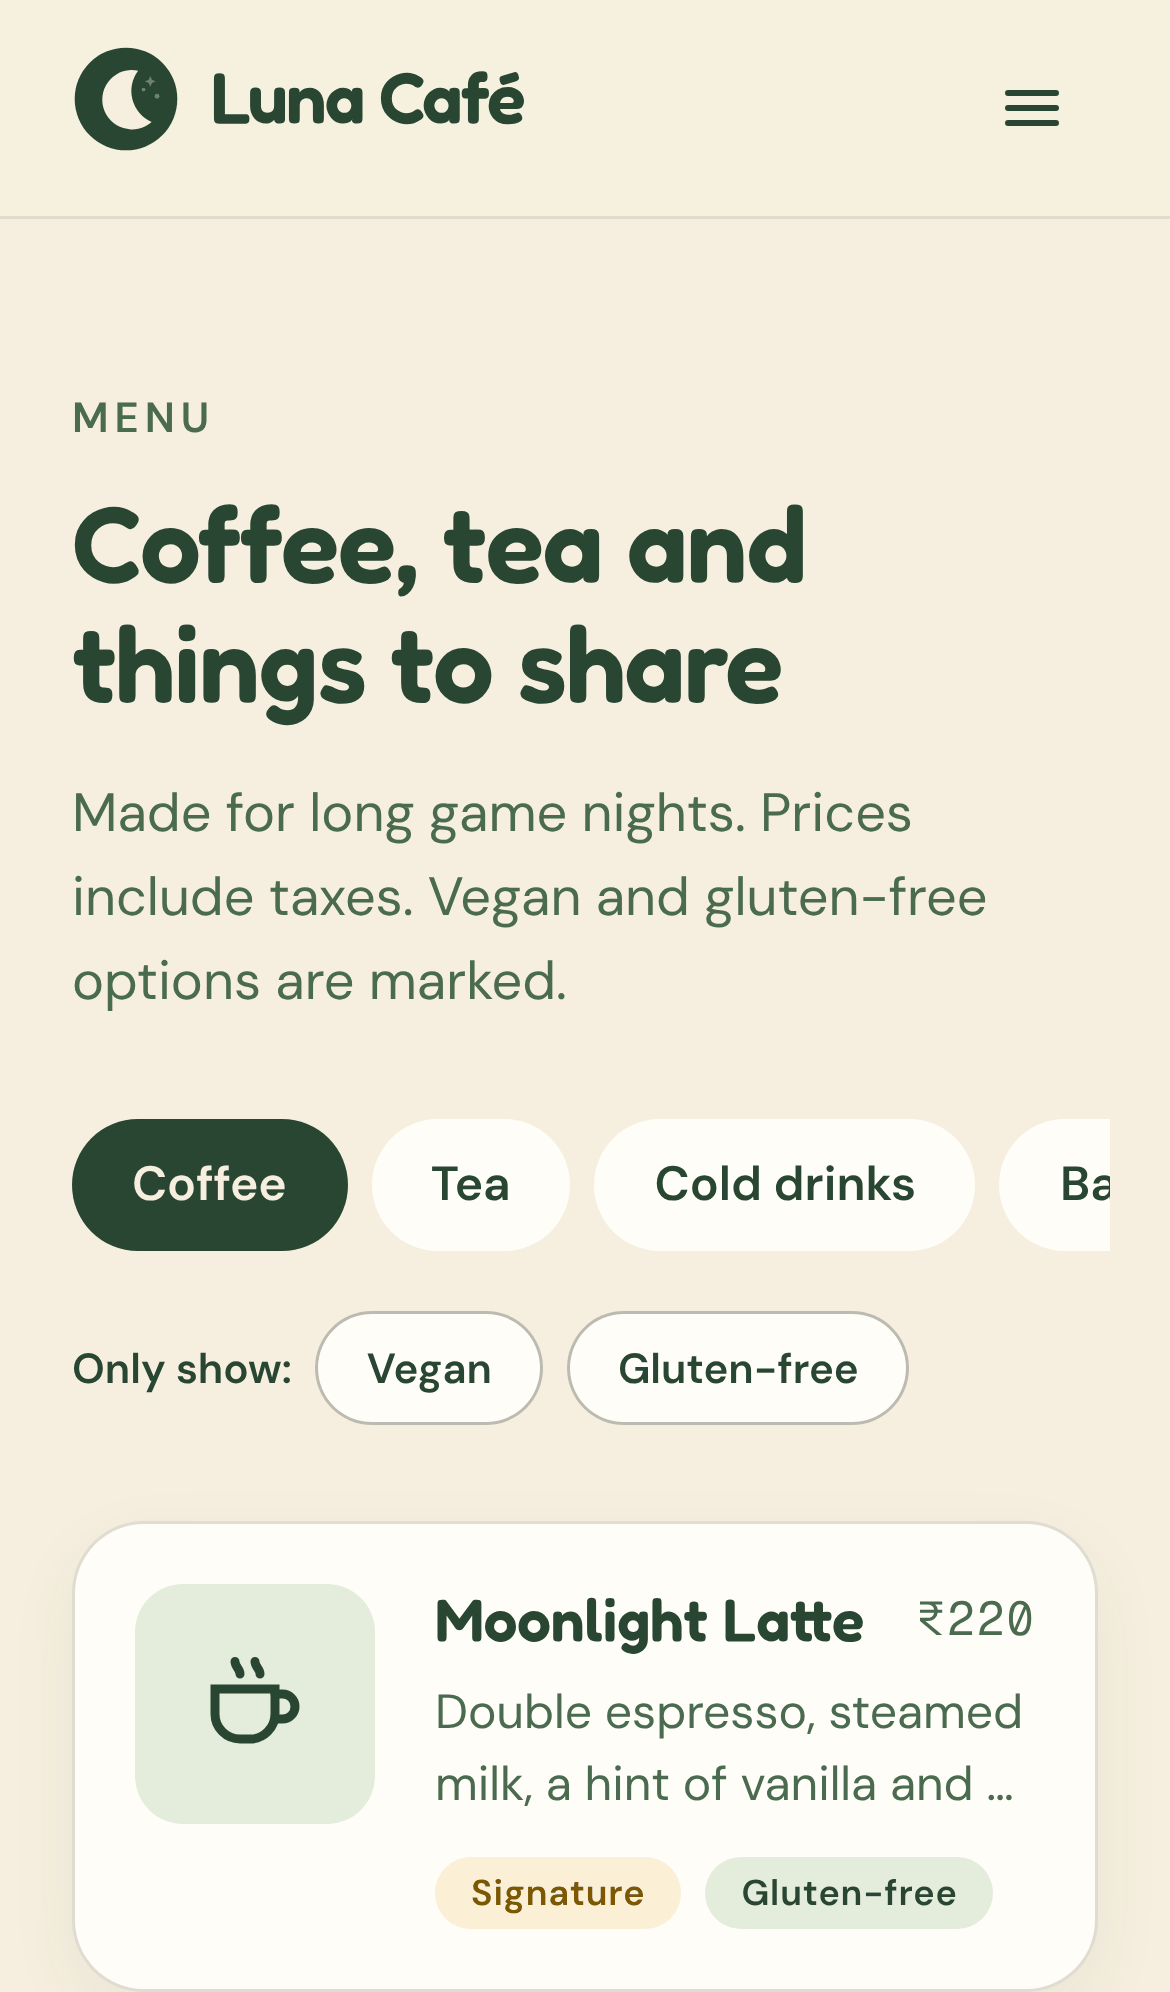 Luna Café
MENU
Coffee, tea and
things to share
Made for long game nights. Prices
include taxes. Vegan and gluten-free
options are marked.
Coffee Tea Cold drinks Ba
Only show: Vegan Gluten-free
Moonlight Latte ₹220
Double espresso, steamed
milk, a hint of vanilla and ...
Signature Gluten-free